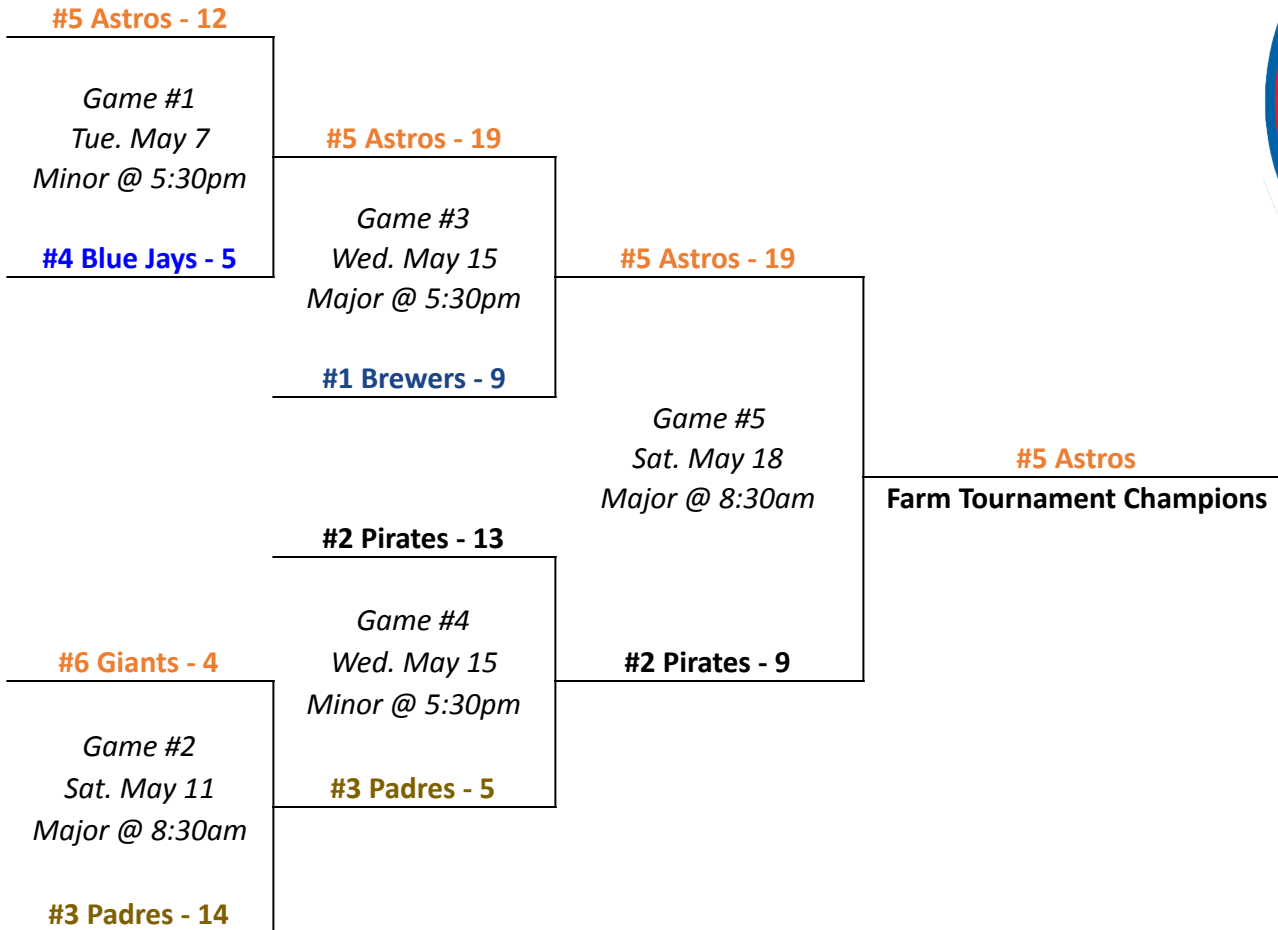 #5 Astros - 12
Game #1
Tue. May 7
Minor @ 5:30pm
#4 Blue Jays - 5
#5 Astros - 19
Game #3
Wed. May 15
Major @ 5:30pm
#1 Brewers - 9
#5 Astros - 19
Game #5
Sat. May 18
Major @ 8:30am
#5 Astros
Farm Tournament Champions
#2 Pirates - 13
Game #4
Wed. May 15
Minor @ 5:30pm
#2 Pirates - 9
#6 Giants - 4
Game #2
Sat. May 11
Major @ 8:30am
#3 Padres - 5
#3 Padres - 14